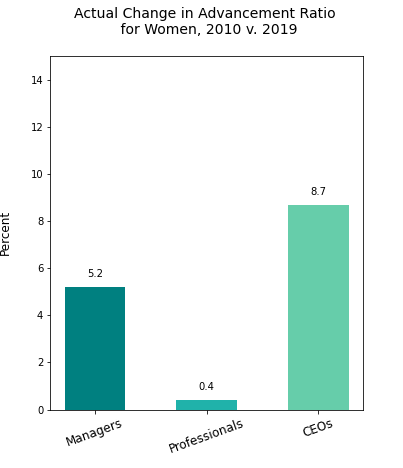 Actual Change in Advancement Ratio
for Women, 2010 v. 2019
Percent
14
12
10
8
6
4
2
0
5.2
0.4
8.7
Managers
Professionals
CEOs